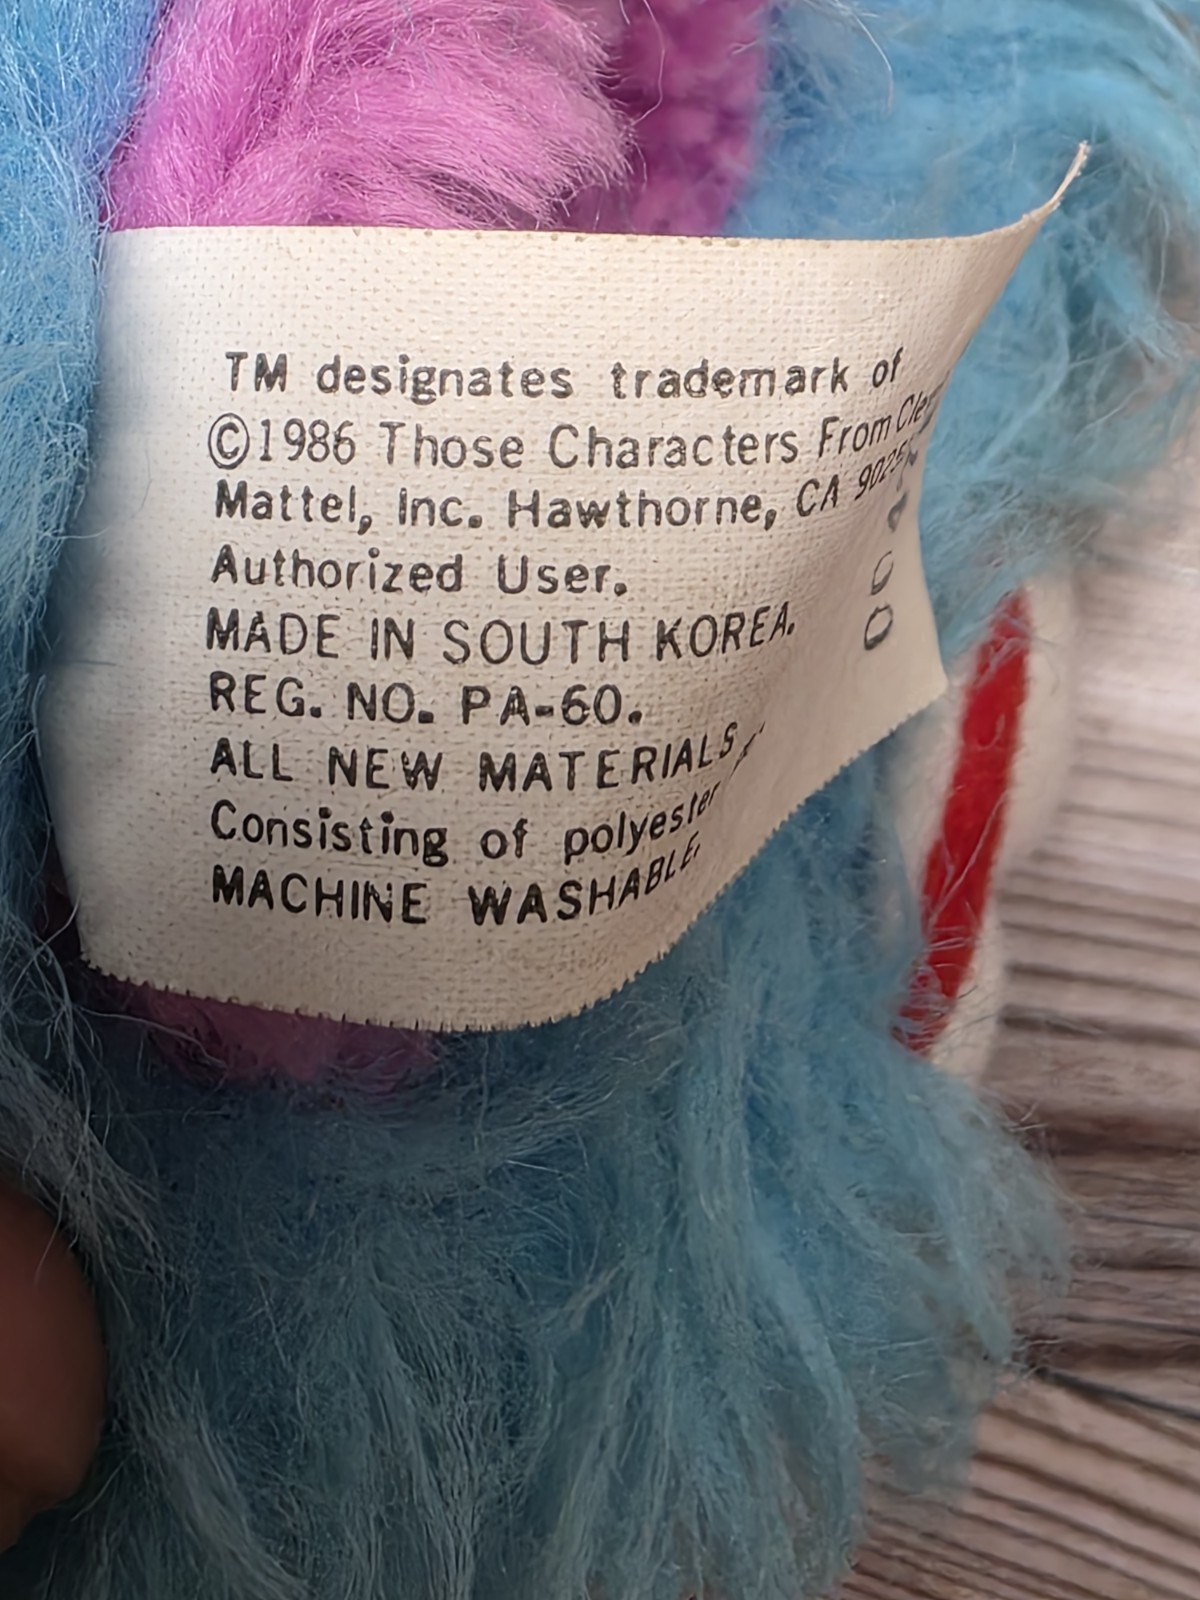 TM designates trademark of
©1986 Those Characters From
Mattel, Inc. Hawthorne, CA
Authorized User.
MADE IN SOUTH KOREA.
REG. NO. PA-60.
ALL NEW MATERIALS
Consisting of polyester
MACHINE WASHABLE.